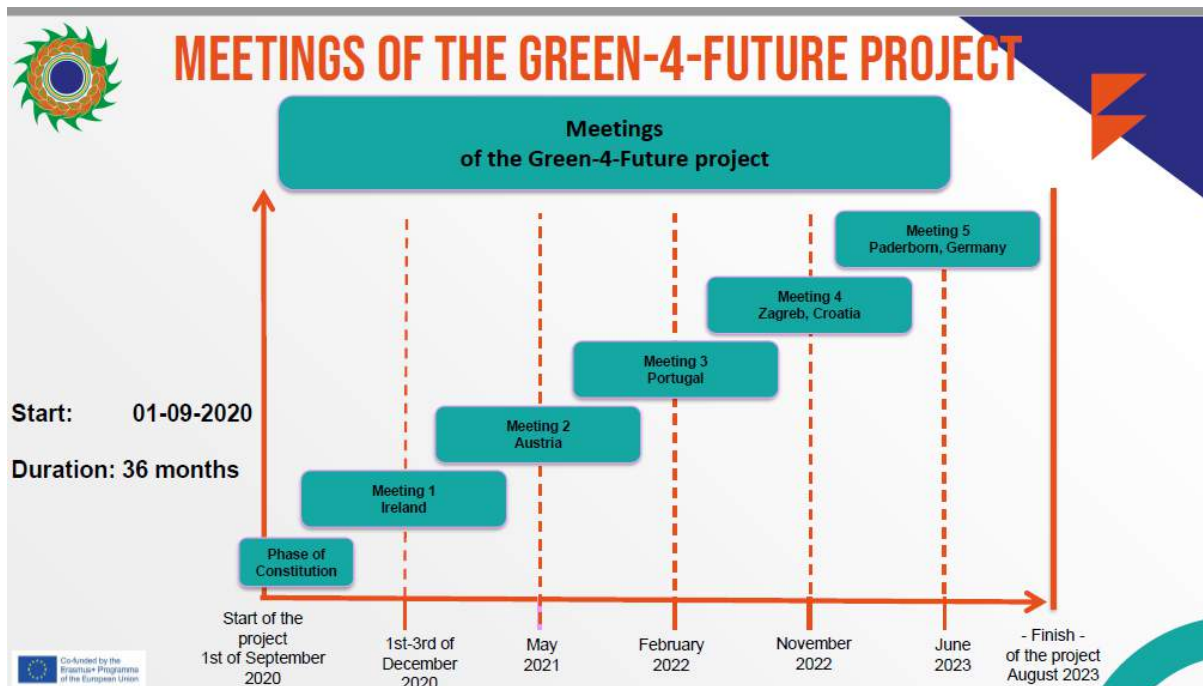 MEETINGS OF THE GREEN-4-FUTURE PROJECT
Meetings
of the Green-4-Future project
Meeting 5
Paderborn, Germany
Meeting 4
Zagreb, Croatia
Meeting 3
Portugal
Start: 01-09-2020
Meeting 2
Austria
Duration: 36 months
Meeting 1
Ireland
Phase of
Constitution
Start of the
project
1st of September
2020
1st-3rd of
December
2020
May
2021
February
2022
November
2022
June
2023
- Finish -
of the project
August 2023
Co-funded by the
Erasmus+ Programme
of the European Union